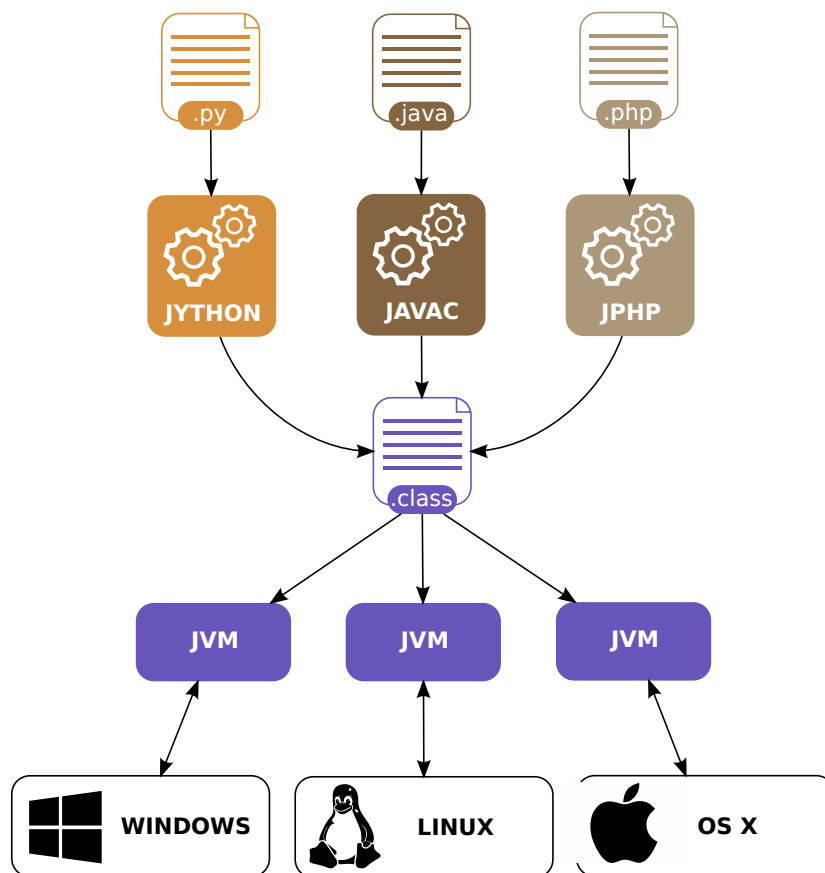 .py
.java
.php
JYTHON
JAVAC
JPHP
.class
JVM
JVM
JVM
WINDOWS
LINUX
OS X